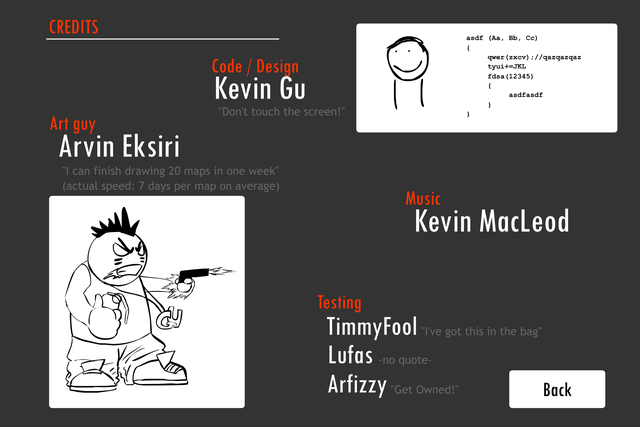 CREDITS
Code / Design
Kevin Gu
"Don't touch the screen!"
asdf (Aa, Bb, Cc)
{
qwer(zxcv);//qazqazqaz
tyui+=JKL
fdsa(12345)
{
asdfasdf
}
}
Art guy
Arvin Eksiri
"I can finish drawing 20 maps in one week"
(actual speed: 7 days per map on average)
Music
Kevin MacLeod
Testing
TimmyFool "I've got this in the bag"
Lufas -no quote-
Arfizzy "Get Owned!"
Back